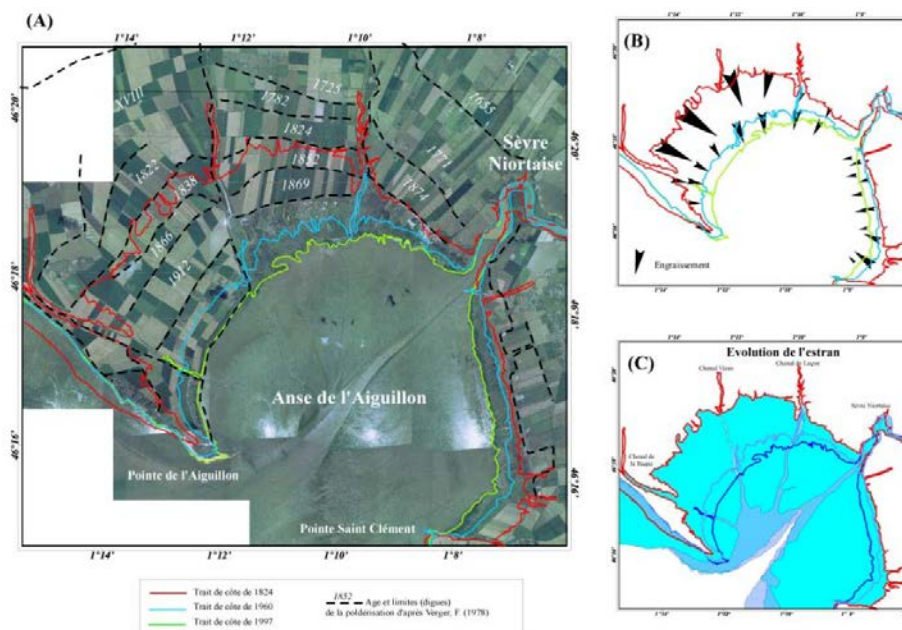 (A)
1°14'
1°12'
1°10'
1°8'
46°20'
46°18'
46°16'
XVIII
1782
1725
1655
1824
1852
1869
1771
1874
1822
1838
1866
1912
Sèvre
Niortaise
46°20'
46°18'
46°16'
Anse de l'Aiguillon
Pointe de l'Aiguillon
Pointe Saint Clément
1°14'
1°12'
1°10'
1°8'
Trait de côte de 1824
Trait de côte de 1960
Trait de côte de 1997
1852
Age et limites (digues)
de la poldérisation d'après Verger, F (1978)
(B)
Engraissement
(C)
Evolution de l'estran
Sèvre Niortaise